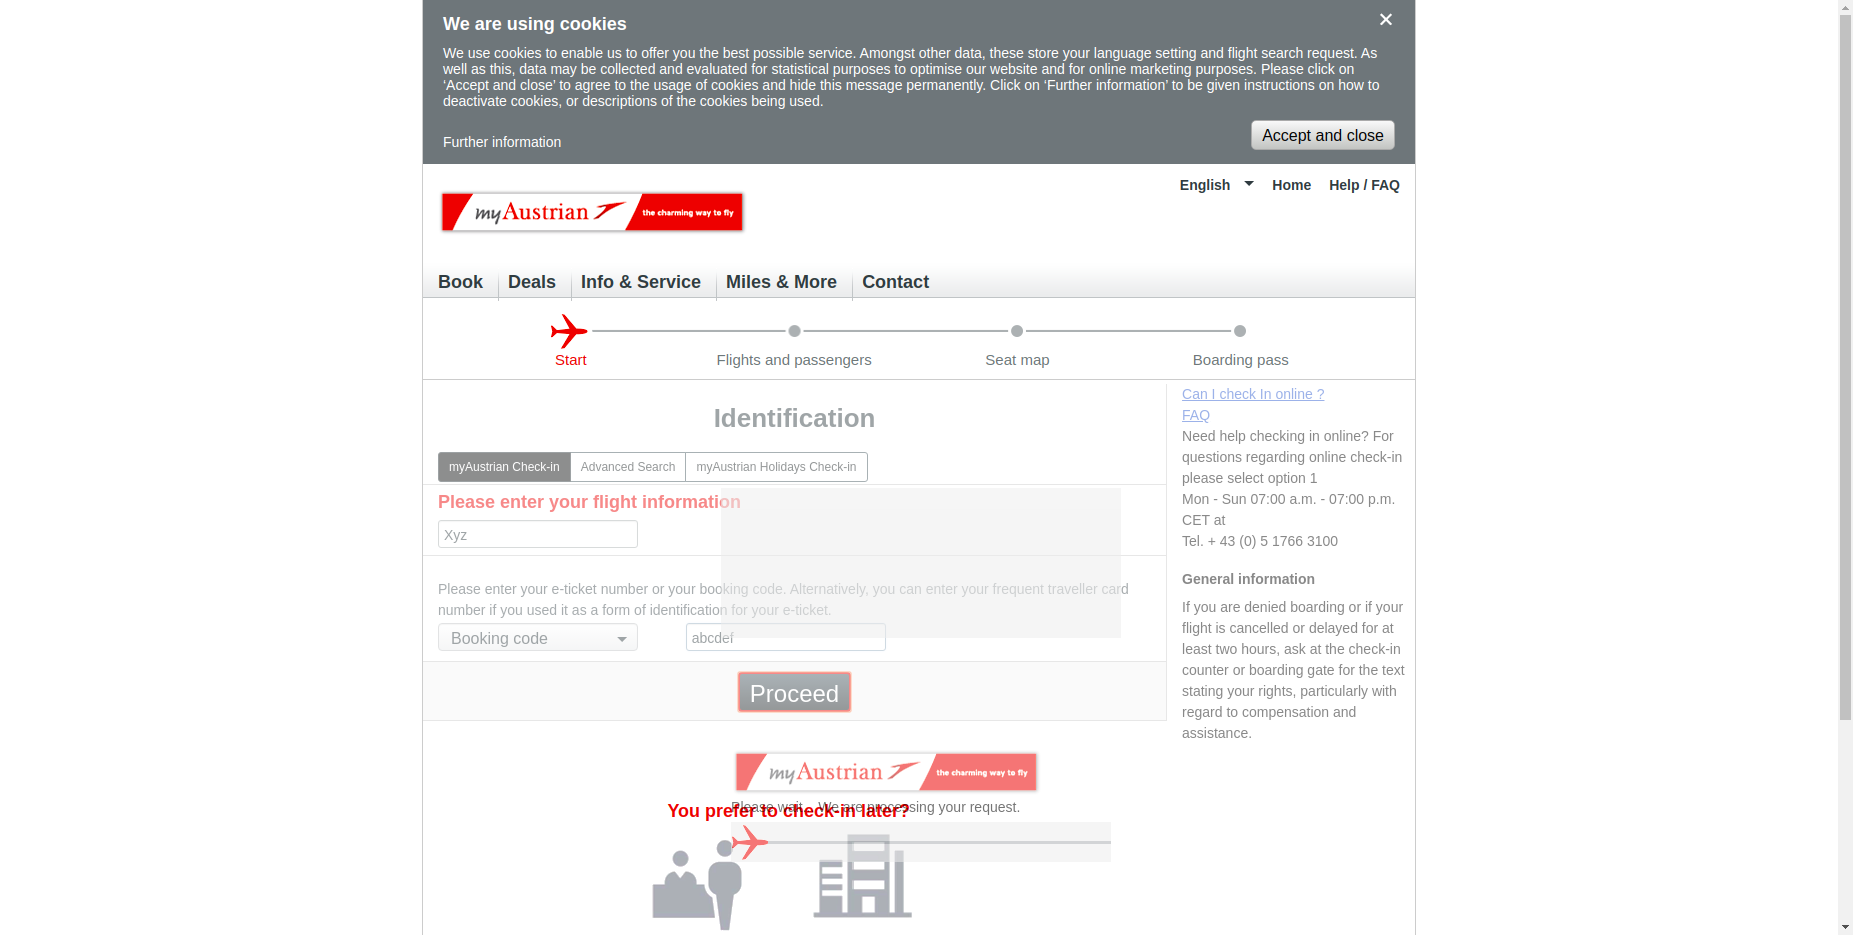 We are using cookies
We use cookies to enable us to offer you the best possible service. Amongst other data, these store your language setting and flight search request. As
well as this, data may be collected and evaluated for statistical purposes to optimise our website and for online marketing purposes. Please click on
‘Accept and close’ to agree to the usage of cookies and hide this message permanently. Click on ‘Further information’ to be given instructions on how to
deactivate cookies, or descriptions of the cookies being used.
Further information
Accept and close
English
Home
Help / FAQ
myAustrian the charming way to fly
Book
Deals
Info & Service
Miles & More
Contact
Start
Flights and passengers
Seat map
Boarding pass
Identification
myAustrian Check-in
Advanced Search
myAustrian Holidays Check-in
Please enter your flight information
Xyz
Please enter your e-ticket number or your booking code. Alternatively, you can enter your frequent traveller card
number if you used it as a form of identification for your e-ticket.
Booking code
abcdef
Proceed
Can I check In online ?
FAQ
Need help checking in online? For
questions regarding online check-in
please select option 1
Mon - Sun 07:00 a.m. - 07:00 p.m.
CET at
Tel. + 43 (0) 5 1766 3100
General information
If you are denied boarding or if your
flight is cancelled or delayed for at
least two hours, ask at the check-in
counter or boarding gate for the text
stating your rights, particularly with
regard to compensation and
assistance.
myAustrian the charming way to fly
Please wait... We are processing your request.
You prefer to check-in later?